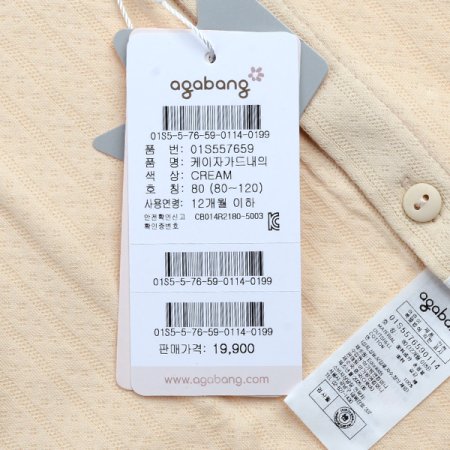 agabang
01S5-5-76-59-0114-0199
품 번: 01S557659
품 명: 케이자가드내의
색 상: CREAM
호 칭: 80 (80~120)
사용연령: 12개월 이하
안전확인신고 확인증번호 CB014R2180-5003
01S5-5-76-59-0114-0199
01S5-5-76-59-0114-0199
판매가격: 19,900
www.agabang.com
agabang
01S5-76590114